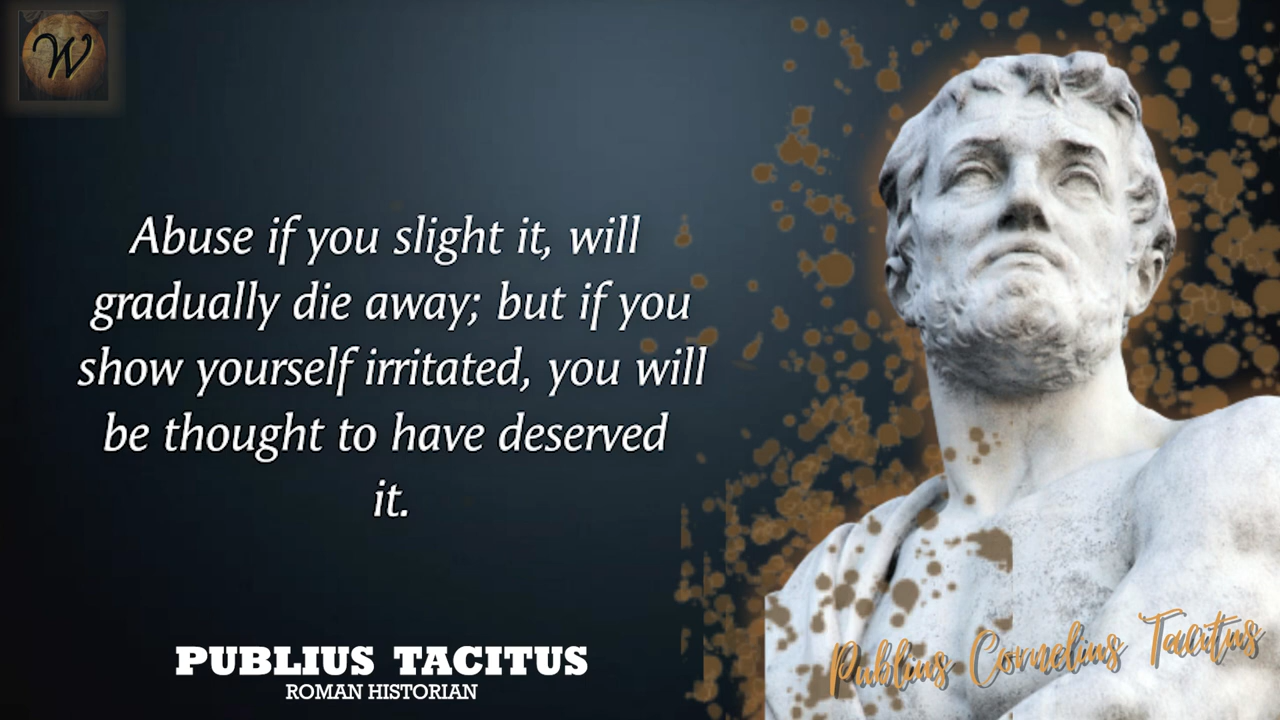 W
Abuse if you slight it, will
gradually die away; but if you
show yourself irritated, you will
be thought to have deserved
it.
PUBLIUS TACITUS
ROMAN HISTORIAN
Publius Cornelius Tacitus